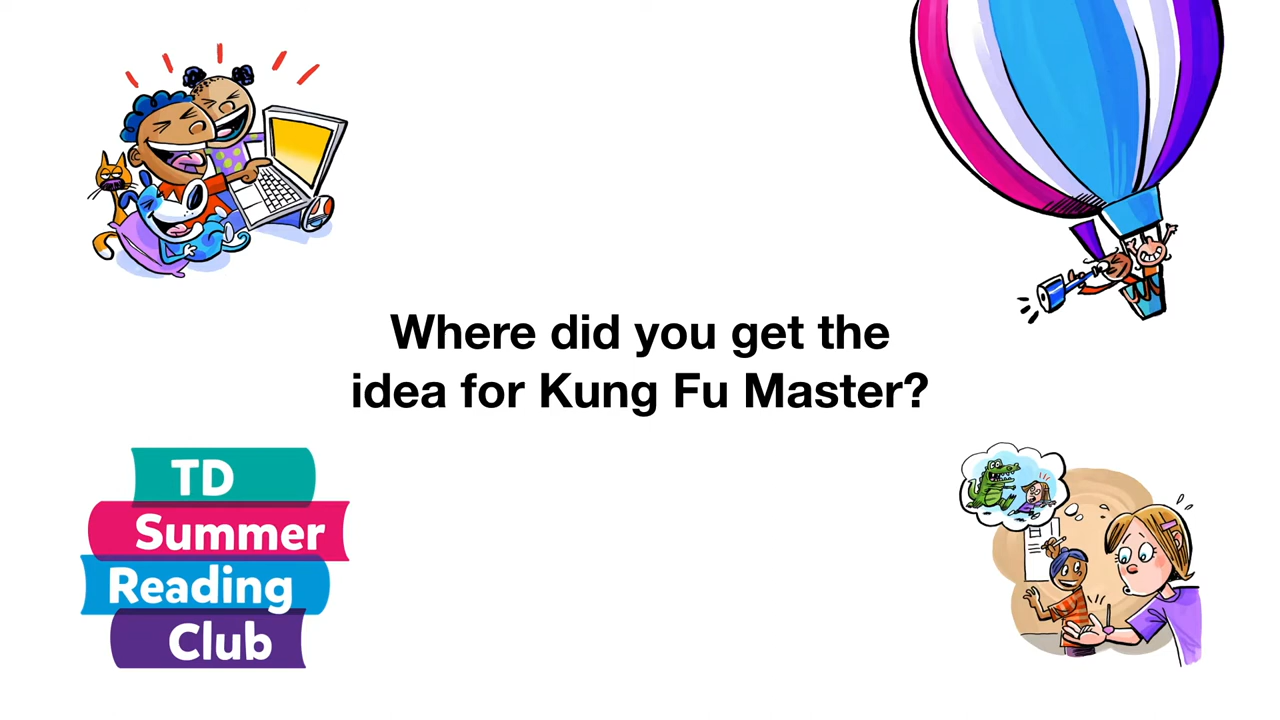 Where did you get the
idea for Kung Fu Master?
TD
Summer
Reading
Club